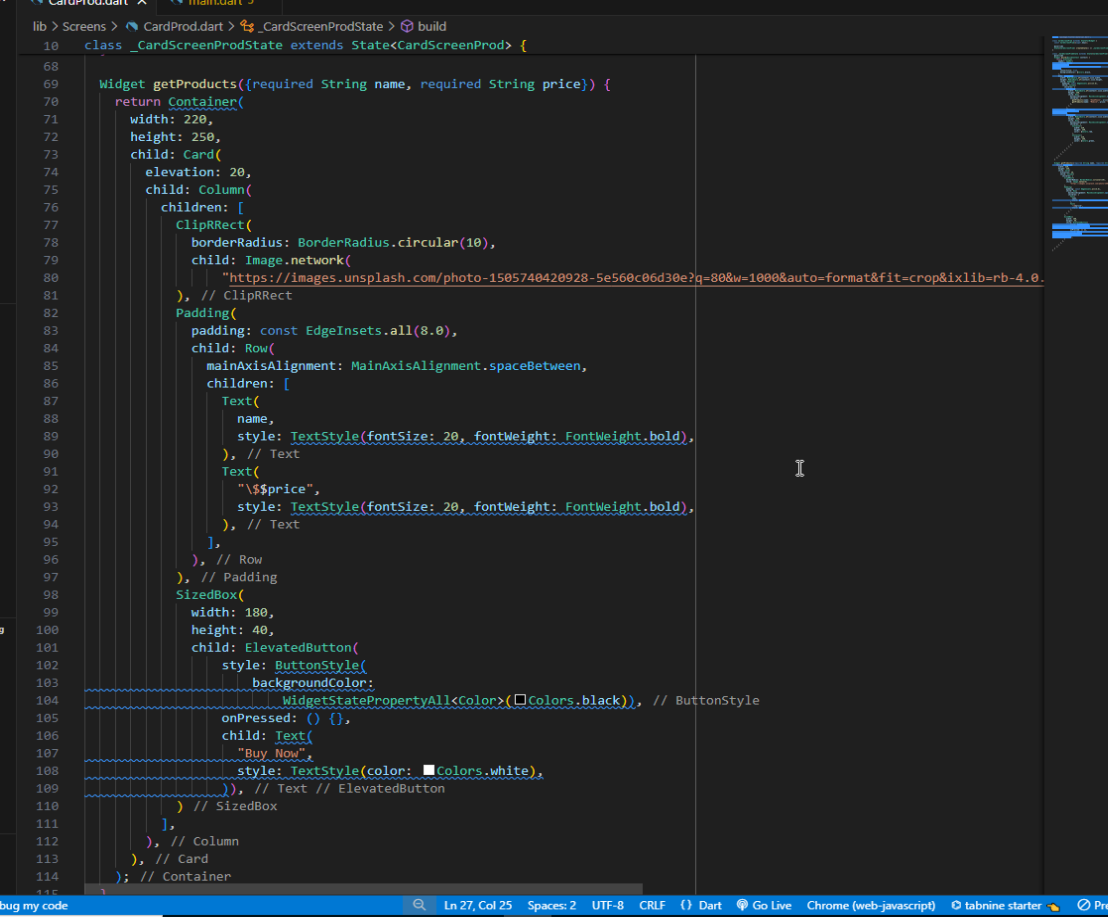 CardProd.dart × main.dart 5
lib > Screens > CardProd.dart > _CardScreenProdState > build
10 class _CardScreenProdState extends State<CardScreenProd> {
68
69 Widget getProducts({required String name, required String price}) {
70 return Container(
71 width: 220,
72 height: 250,
73 child: Card(
74 elevation: 20,
75 child: Column(
76 children: [
77 ClipRRect(
78 borderRadius: BorderRadius.circular(10),
79 child: Image.network(
80 "https://images.unsplash.com/photo-1505740420928-5e560c06d30e?q=80&w=1000&auto=format&fit=crop&ixlib=rb-4.0.
81 ), // ClipRRect
82 Padding(
83 padding: const EdgeInsets.all(8.0),
84 child: Row(
85 mainAxisAlignment: MainAxisAlignment.spaceBetween,
86 children: [
87 Text(
88 name,
89 style: TextStyle(fontSize: 20, fontWeight: FontWeight.bold),
90 ), // Text
91 Text(
92 "\$$price",
93 style: TextStyle(fontSize: 20, fontWeight: FontWeight.bold),
94 ), // Text
95 ],
96 ), // Row
97 ), // Padding
98 SizedBox(
99 width: 180,
100 height: 40,
101 child: ElevatedButton(
102 style: ButtonStyle(
103 backgroundColor:
104 WidgetStatePropertyAll<Color>(Colors.black)), // ButtonStyle
105 onPressed: () {},
106 child: Text(
107 "Buy Now",
108 style: TextStyle(color: Colors.white),
109 )), // Text // ElevatedButton
110 ) // SizedBox
111 ],
112 ), // Column
113 ), // Card
114 ); // Container
115 }
bug my code Ln 27, Col 25 Spaces: 2 UTF-8 CRLF {} Dart Go Live Chrome (web-javascript) tabnine starter Pre